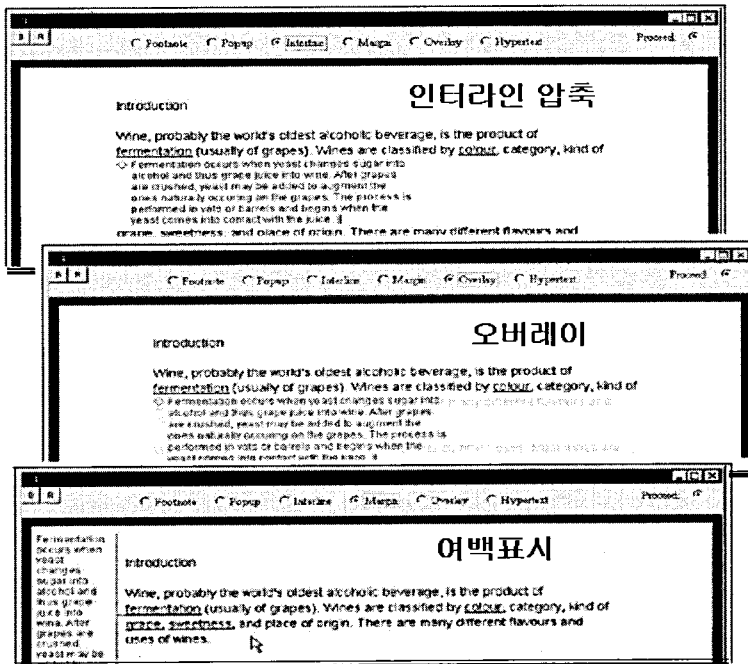 Footnote Popup Interline Margin Overlay Hypertext Proceed:
인터라인 압축
Introduction
Wine, probably the world's oldest alcoholic beverage, is the product of
fermentation (usually of grapes). Wines are classified by colour, category, kind of
Fermentation occurs when yeast changes sugar into
alcohol and thus grape juice into wine. After grapes
are crushed, yeast may be added to augment the
ones naturally occuring on the grapes. The process is
performed in vats or barrels and begins when the
yeast comes into contact with the juice.
grape, sweetness, and place of origin. There are many different flavours and
Footnote Popup Interline Margin Overlay Hypertext Proceed:
오버레이
Introduction
Wine, probably the world's oldest alcoholic beverage, is the product of
fermentation (usually of grapes). Wines are classified by colour, category, kind of
Fermentation occurs when yeast changes sugar into
alcohol and thus grape juice into wine. After grapes
are crushed, yeast may be added to augment the
ones naturally occuring on the grapes. The process is
performed in vats or barrels and begins when the
yeast comes into contact with the
Footnote Popup Interline Margin Overlay Hypertext Proceed:
여백표시
Fermentation
occurs when
yeast
changes
sugar into
alcohol and
thus grape
juice into
wine. After
grapes are
crushed,
yeast may be
Introduction
Wine, probably the world's oldest alcoholic beverage, is the product of
fermentation (usually of grapes). Wines are classified by colour, category, kind of
grape, sweetness, and place of origin. There are many different flavours and
uses of wines.